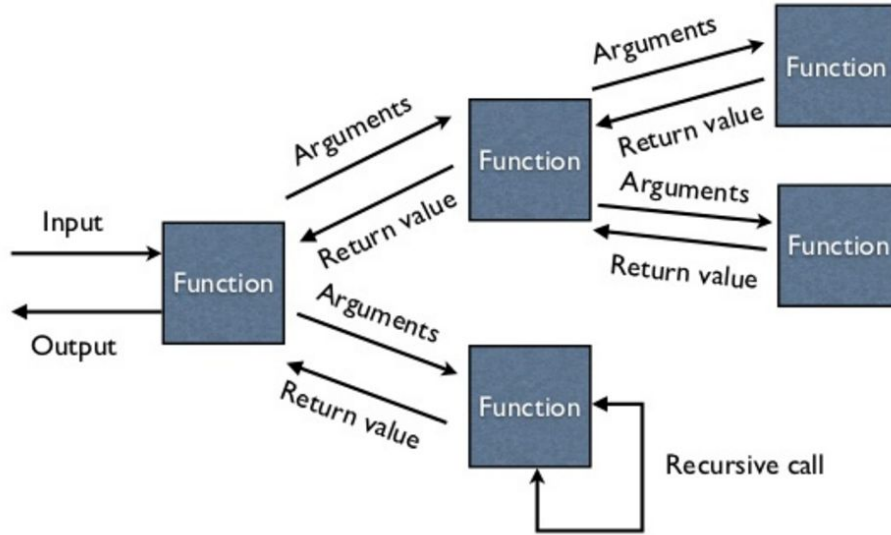 Arguments
Function
Return value
Arguments
Function
Return value
Arguments
Function
Return value
Input
Function
Output
Arguments
Return value
Function
Recursive call